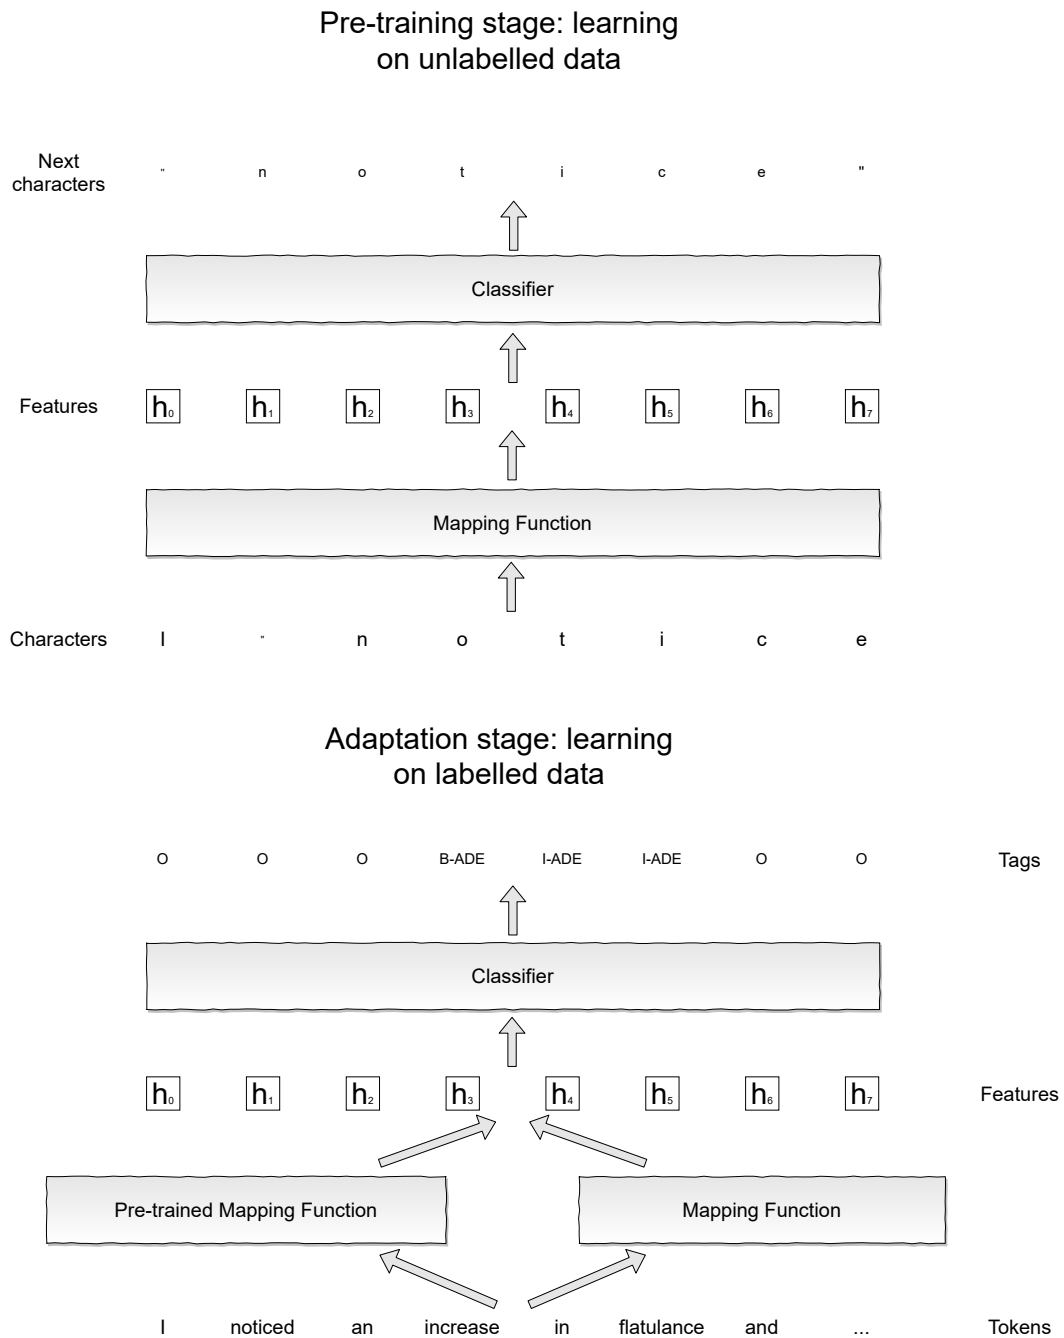 Pre-training stage: learning
on unlabelled data
Next
characters
" n o t i c e "
Classifier
Features
h0 h1 h2 h3 h4 h5 h6 h7
Mapping Function
Characters I " n o t i c e
Adaptation stage: learning
on labelled data
O O O B-ADE I-ADE I-ADE O O Tags
Classifier
h0 h1 h2 h3 h4 h5 h6 h7 Features
Pre-trained Mapping Function Mapping Function
I noticed an increase in flatulance and ... Tokens